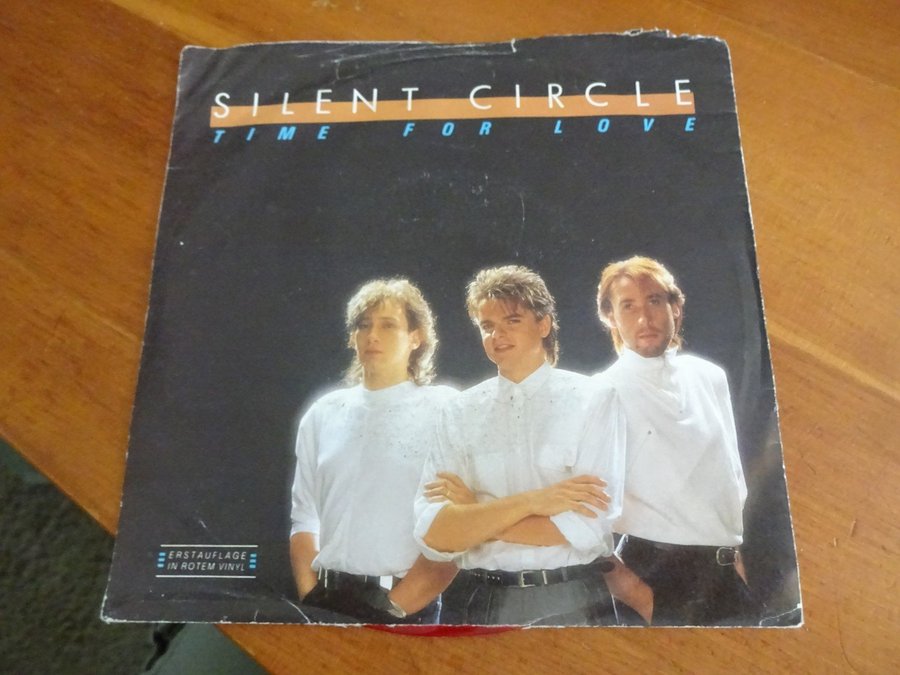 SILENT CIRCLE
TIME FOR LOVE
ERSTAUFLAGE
IN ROTEM VINYL